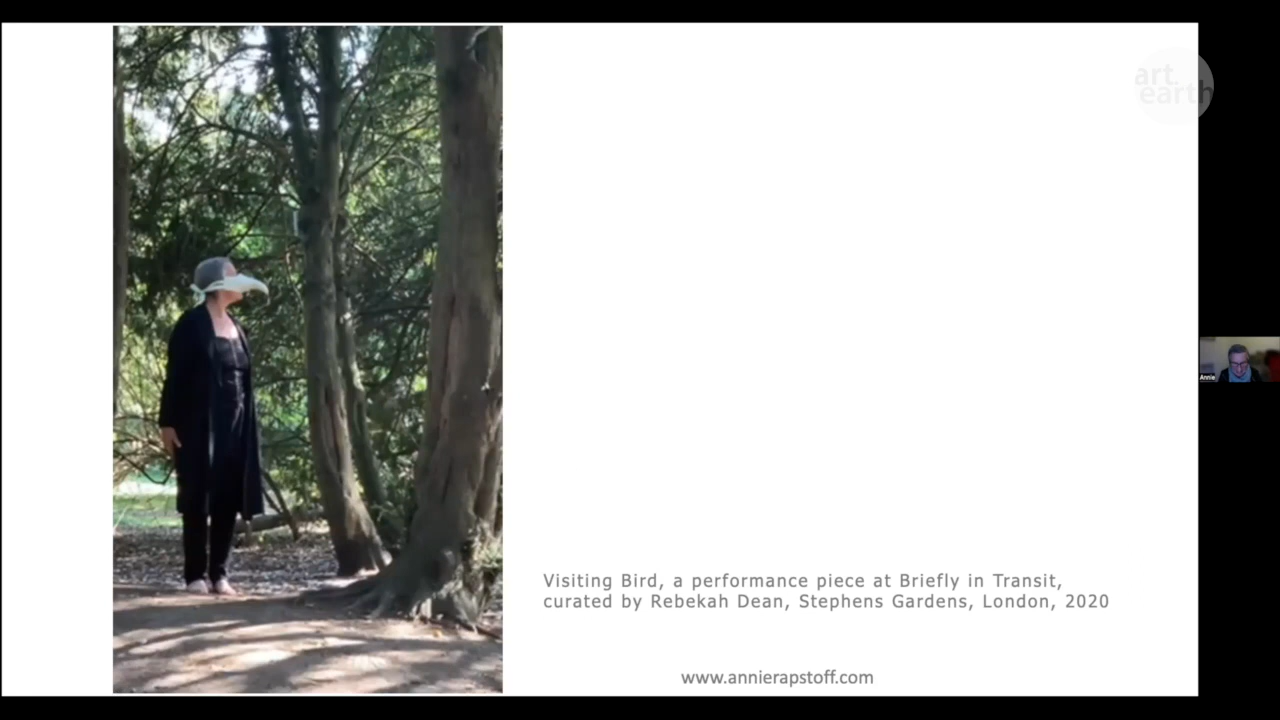 art.
earth
Annie
Visiting Bird, a performance piece at Briefly in Transit,
curated by Rebekah Dean, Stephens Gardens, London, 2020
www.annierapstoff.com